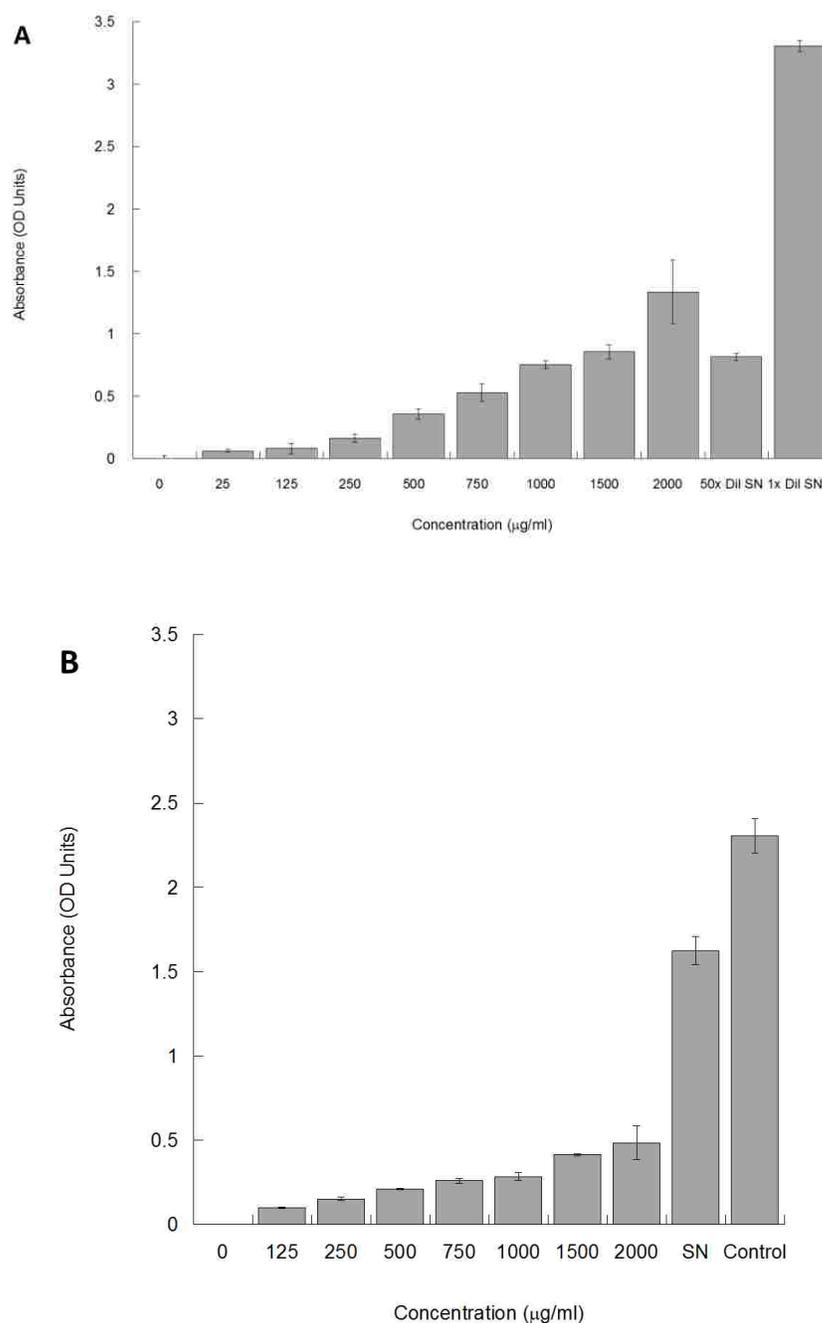 A
3.5
3
2.5
2
1.5
1
0.5
0
Absorbance (OD Units)
0 25 125 250 500 750 1000 1500 2000 50x Dil SN 1x Dil SN
Concentration (μg/ml)
B
3.5
3
2.5
2
1.5
1
0.5
0
Absorbance (OD Units)
0 125 250 500 750 1000 1500 2000 SN Control
Concentration (μg/ml)